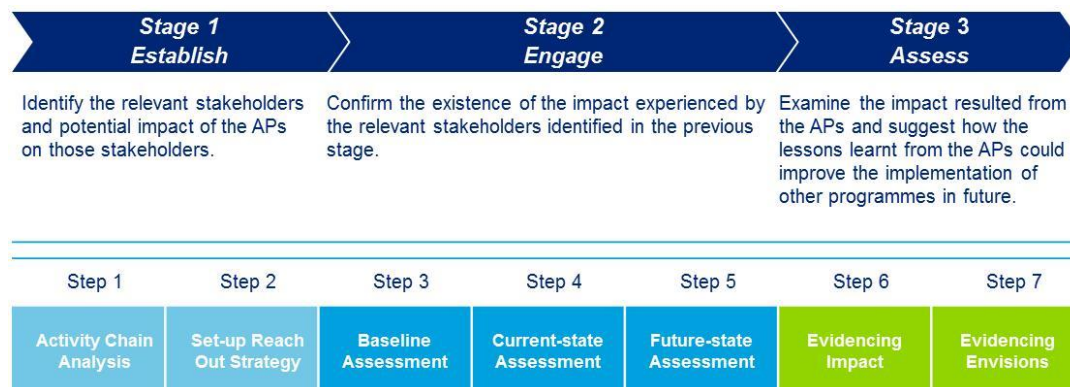 Stage 1
Establish
Stage 2
Engage
Stage 3
Assess
Identify the relevant stakeholders
and potential impact of the APs
on those stakeholders.
Confirm the existence of the impact experienced by
the relevant stakeholders identified in the previous
stage.
Examine the impact resulted from
the APs and suggest how the
lessons learnt from the APs could
improve the implementation of
other programmes in future.
Step 1
Step 2
Step 3
Step 4
Step 5
Step 6
Step 7
Activity Chain
Analysis
Set-up Reach
Out Strategy
Baseline
Assessment
Current-state
Assessment
Future-state
Assessment
Evidencing
Impact
Evidencing
Envisions